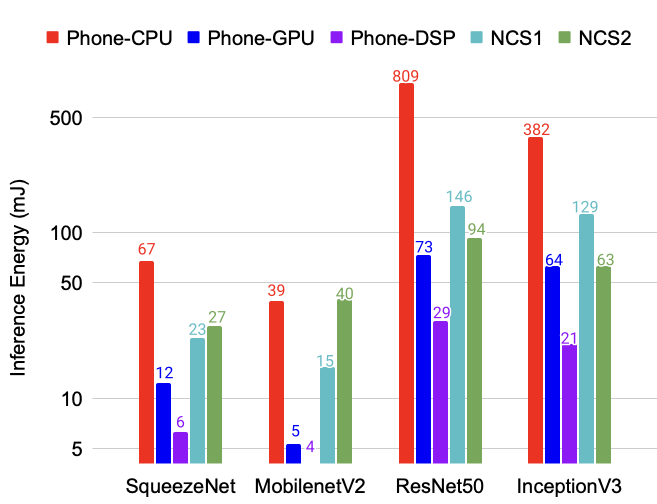 Phone-CPU Phone-GPU Phone-DSP NCS1 NCS2
Inference Energy (mJ)
500
100
50
10
5
67 12 6 23 27
39 5 4 15 40
809 73 29 146 94
382 64 21 129 63
SqueezeNet MobilenetV2 ResNet50 InceptionV3